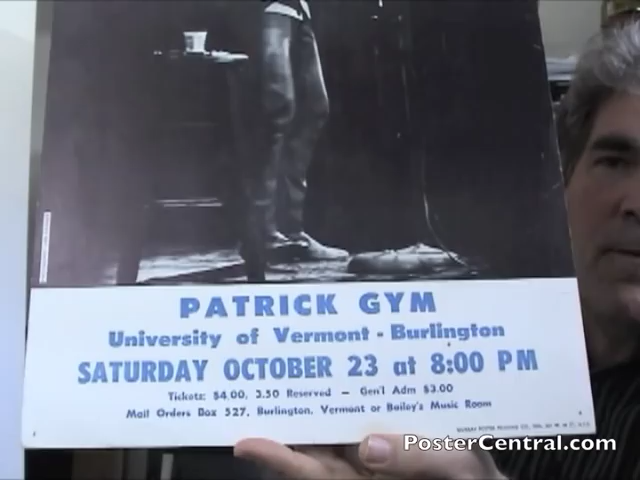 PATRICK GYM
University of Vermont - Burlington
SATURDAY OCTOBER 23 at 8:00 PM
Tickets: $4.00, 3.50 Reserved — Gen'l Adm $3.00
Mail Orders Box 527, Burlington, Vermont or Bailey's Music Room
PosterCentral.com